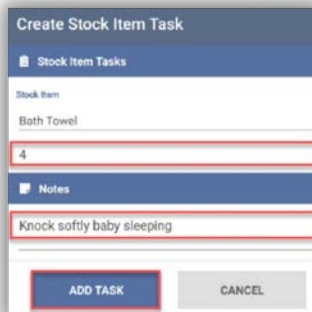 Create Stock Item Task
Stock Item Tasks
Stock Item
Bath Towel
4
Notes
Knock softly baby sleeping
ADD TASK CANCEL